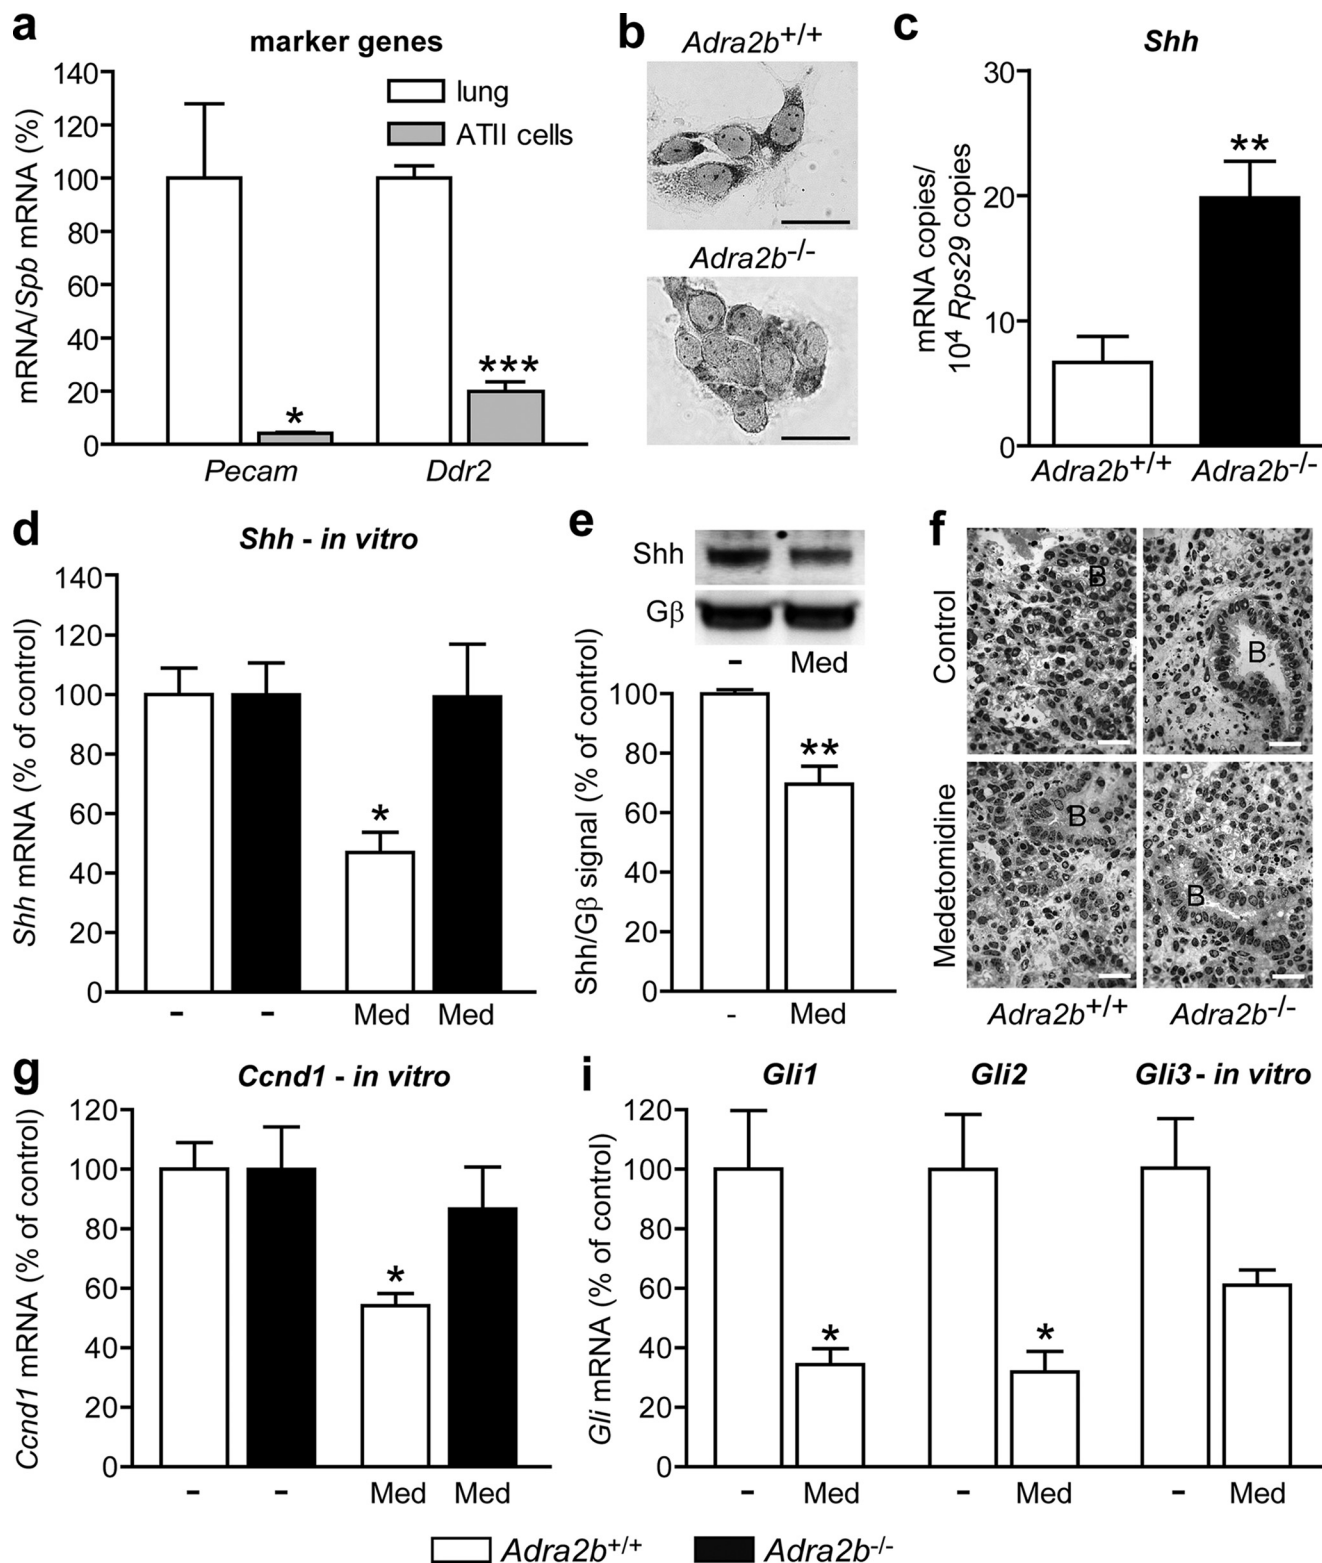 a
marker genes
mRNA/Spb mRNA (%)
140
120
100
80
60
40
20
0
lung
ATII cells
*
***
Pecam
Ddr2
b
Adra2b+/+
Adra2b-/-
c
Shh
mRNA copies/
10⁴ Rps29 copies
30
20
10
0
**
Adra2b+/+
Adra2b-/-
d
Shh - in vitro
Shh mRNA (% of control)
140
120
100
80
60
40
20
0
*
-
-
Med
Med
e
Shh
Gβ
-
Med
Shh/Gβ signal (% of control)
100
80
60
40
20
0
**
-
Med
f
Control
Medetomidine
B
B
B
B
Adra2b+/+
Adra2b-/-
g
Ccnd1 - in vitro
Ccnd1 mRNA (% of control)
120
100
80
60
40
20
0
*
-
-
Med
Med
i
Gli1
Gli2
Gli3 - in vitro
Gli mRNA (% of control)
120
100
80
60
40
20
0
*
*
-
Med
-
Med
-
Med
Adra2b+/+
Adra2b-/-